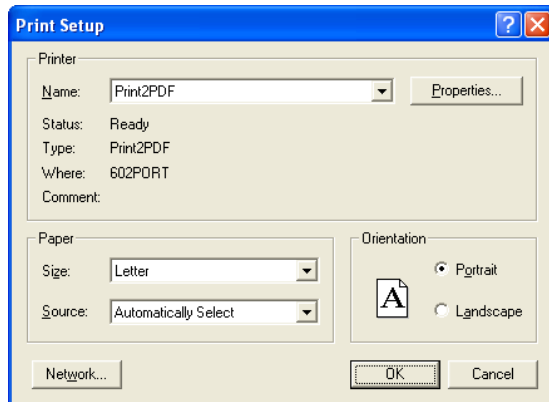 Print Setup
Printer
Name: Print2PDF Properties...
Status: Ready
Type: Print2PDF
Where: 602PORT
Comment:
Paper
Size: Letter
Source: Automatically Select
Orientation
A
Portrait
Landscape
Network... OK Cancel